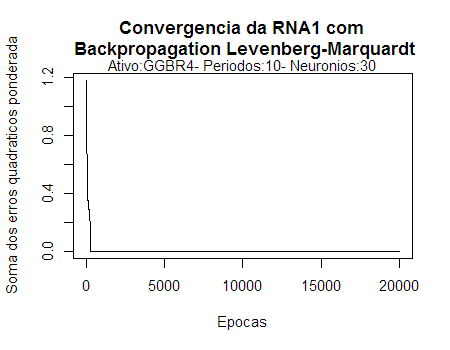 Convergencia da RNA1 com
Backpropagation Levenberg-Marquardt
Ativo:GGBR4- Periodos:10- Neuronios:30
Soma dos erros quadraticos ponderada
1.2
0.8
0.4
0.0
0 5000 10000 15000 20000
Epocas